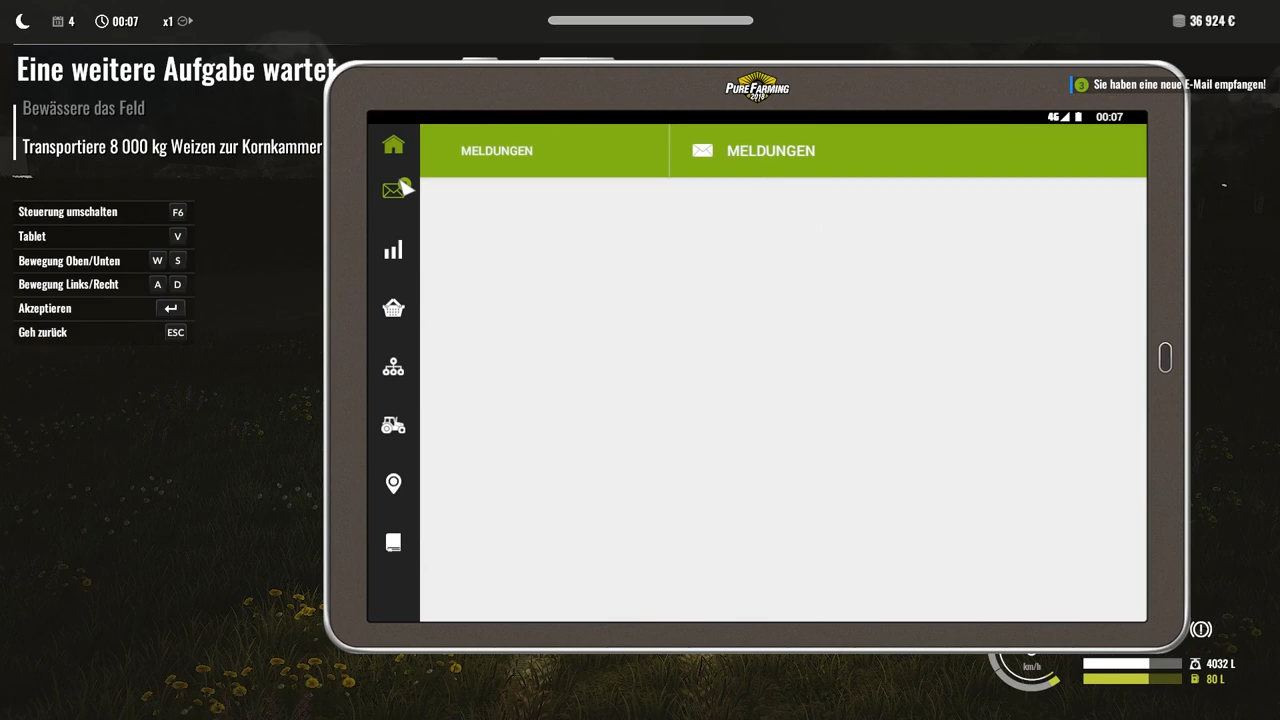 4
00:07
x1
36 924 €
Eine weitere Aufgabe wartet
Bewässere das Feld
Transportiere 8 000 kg Weizen zur Kornkammer
Steuerung umschalten F6
Tablet V
Bewegung Oben/Unten W S
Bewegung Links/Recht A D
Akzeptieren
Geh zurück ESC
PURE FARMING
2018
3 Sie haben eine neue E-Mail empfangen!
4G 00:07
MELDUNGEN
MELDUNGEN
km/h
4032 L
80 L